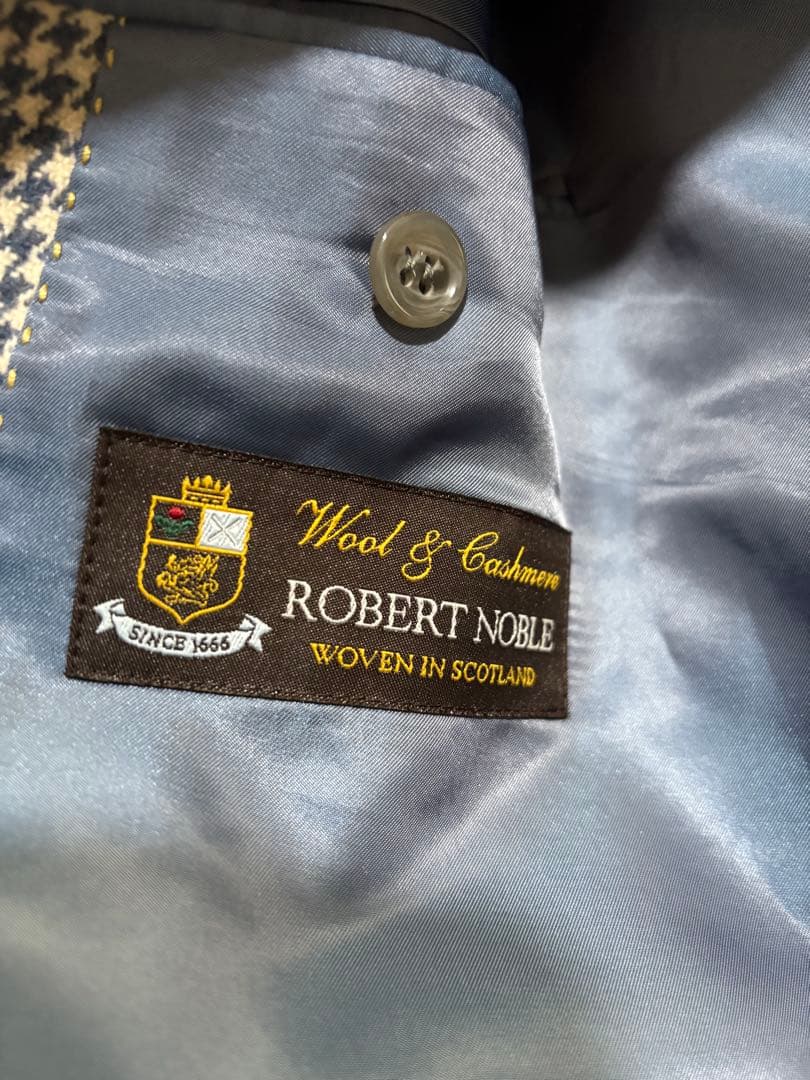 Wool & Cashmere
ROBERT NOBLE
WOVEN IN SCOTLAND
SINCE 1666